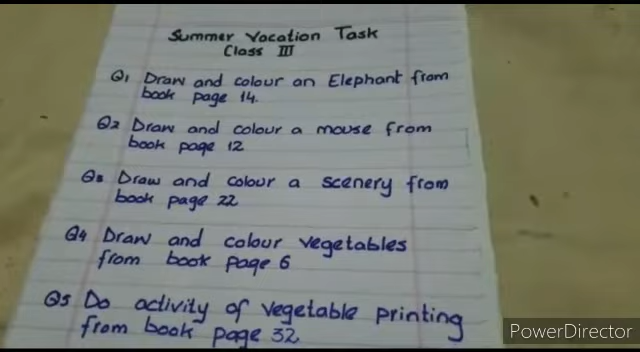 Summer Vacation Task
Class III
Q1 Draw and colour an Elephant from
book page 14.
Q2 Draw and colour a mouse from
book page 12
Q3 Draw and colour a scenery from
book page 22
Q4 Draw and colour vegetables
from book page 6
Q5 Do activity of vegetable printing
from book page 32
PowerDirector